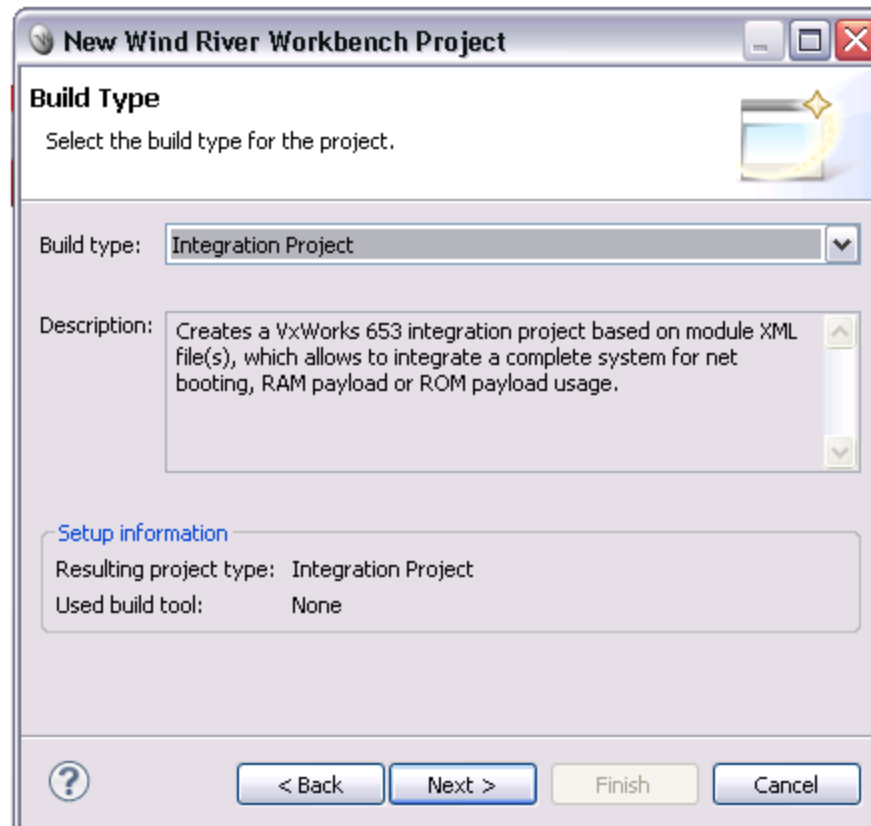 New Wind River Workbench Project
Build Type
Select the build type for the project.
Build type: Integration Project
Description: Creates a VxWorks 653 integration project based on module XML
file(s), which allows to integrate a complete system for net
booting, RAM payload or ROM payload usage.
Setup information
Resulting project type: Integration Project
Used build tool: None
? < Back Next > Finish Cancel